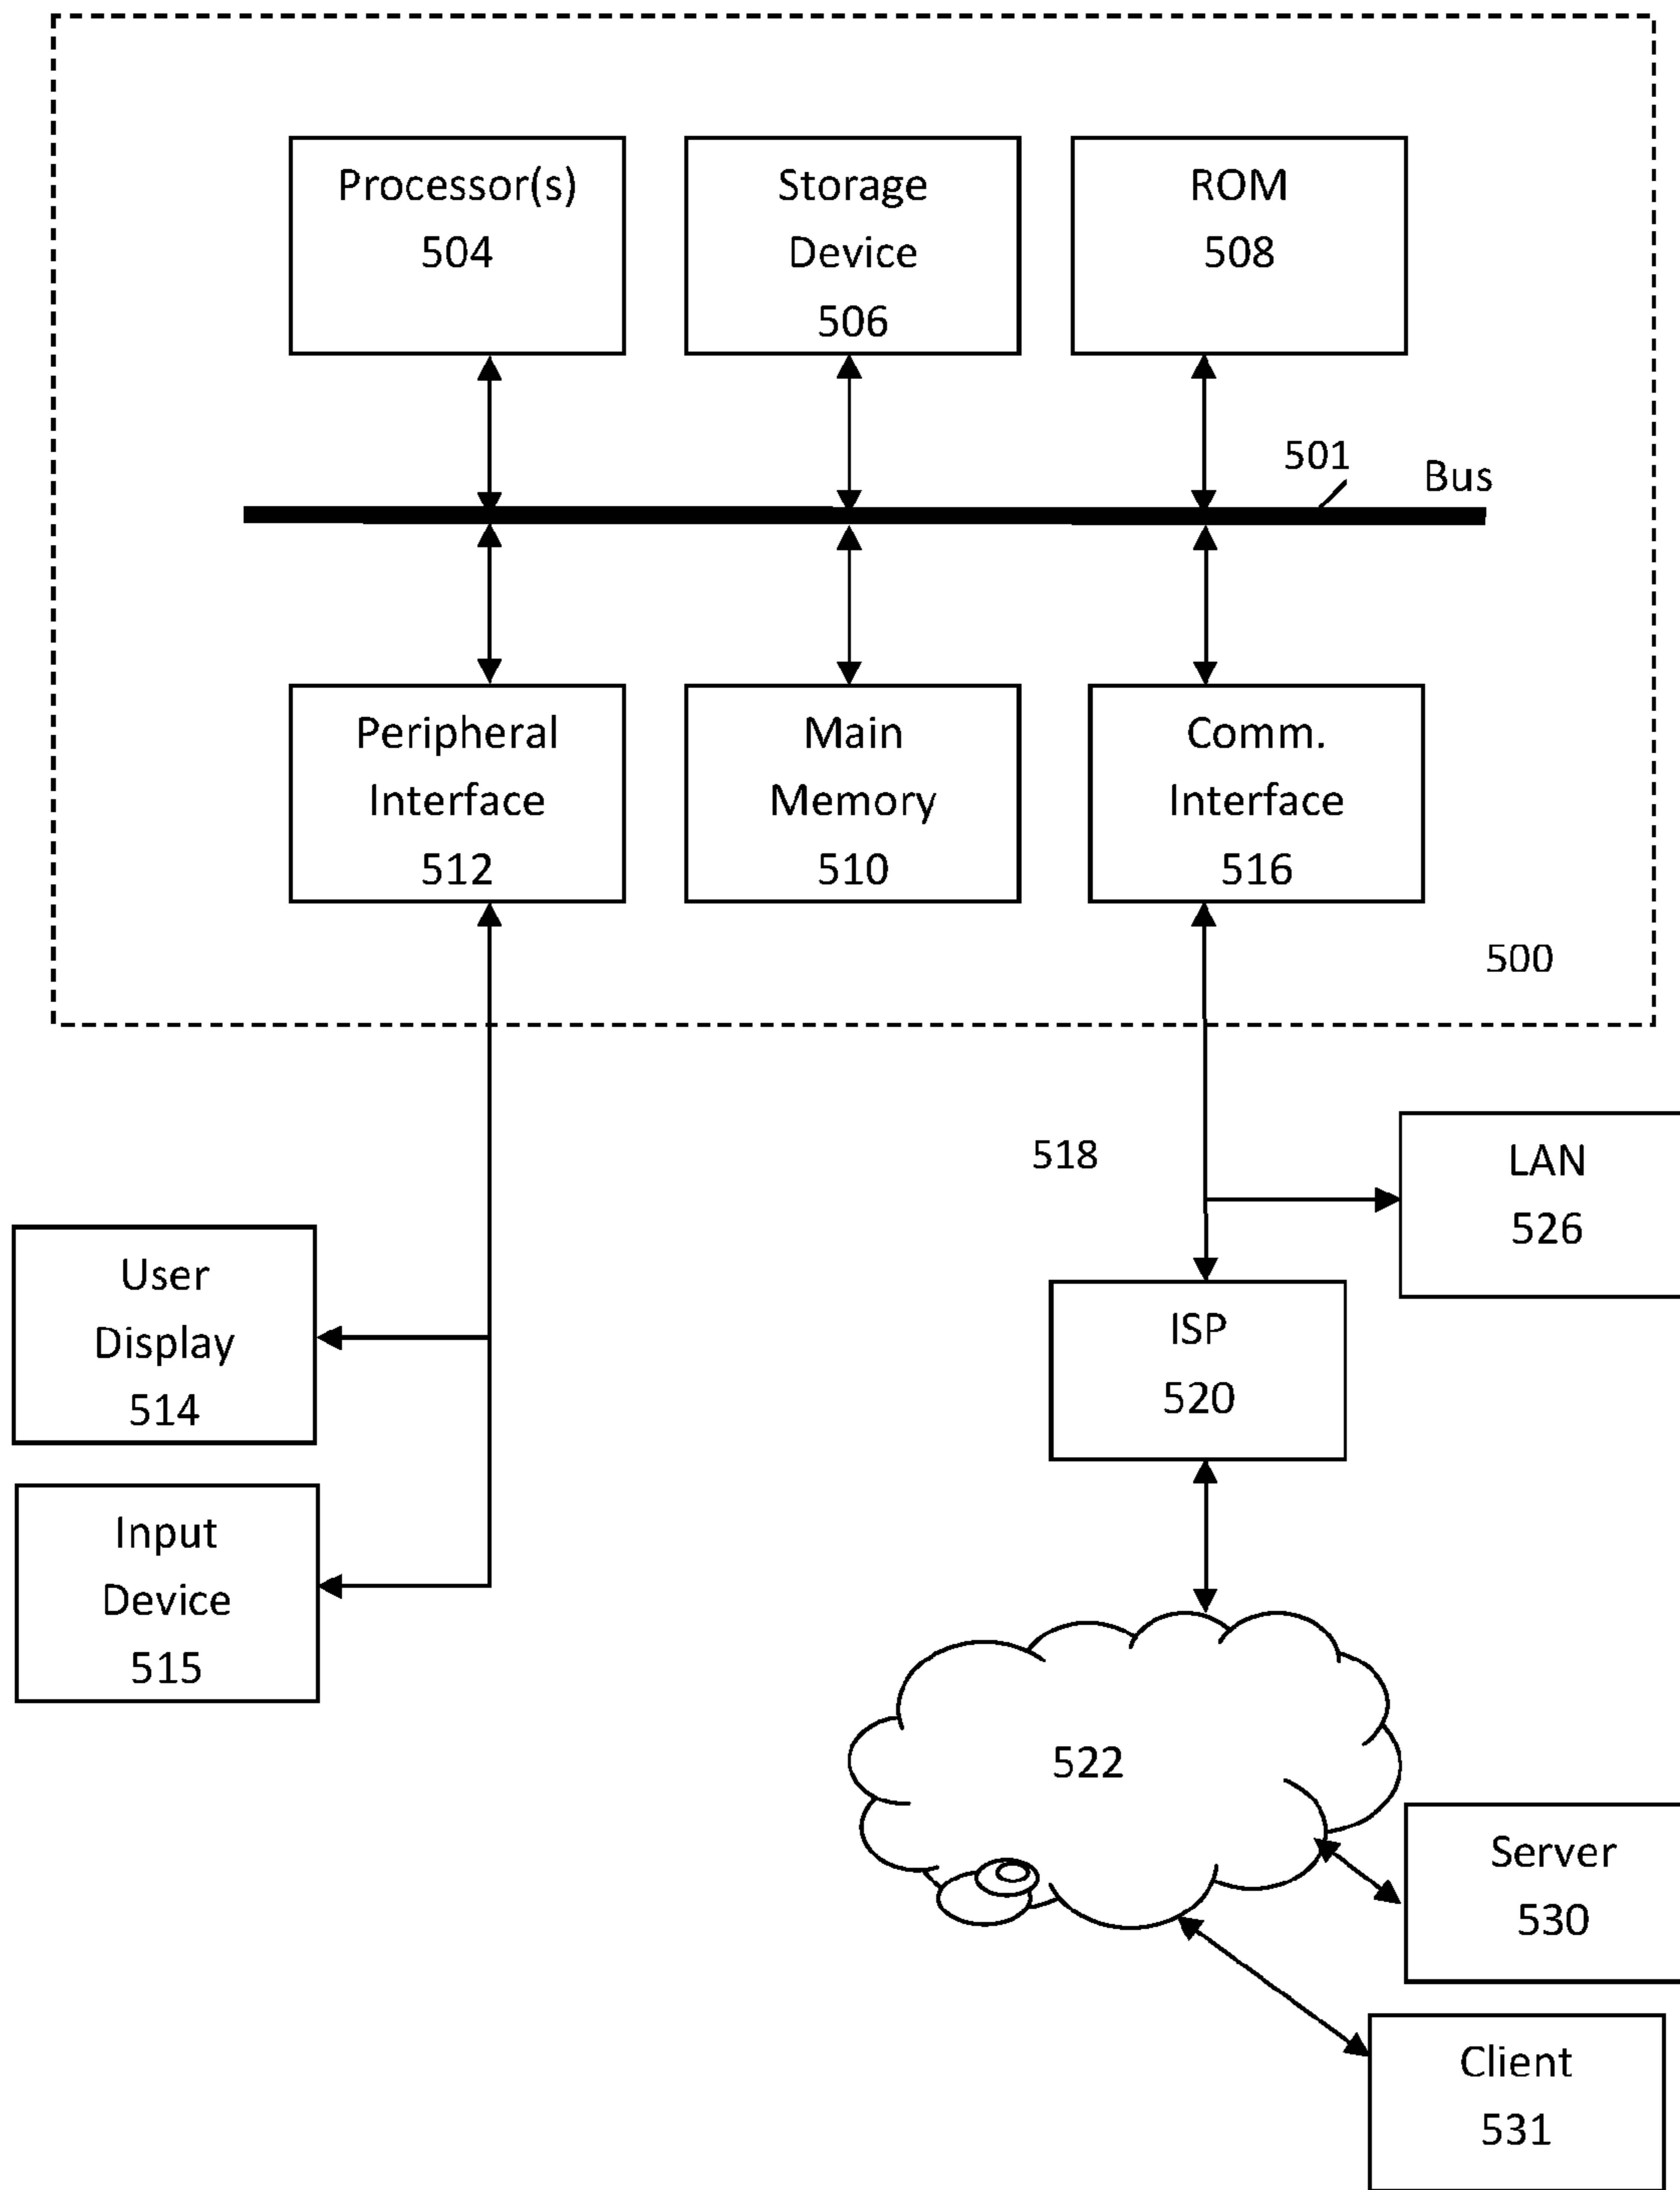 Processor(s)
504
Storage
Device
506
ROM
508
501
Bus
Peripheral
Interface
512
Main
Memory
510
Comm.
Interface
516
500
518
LAN
526
User
Display
514
ISP
520
Input
Device
515
522
Server
530
Client
531